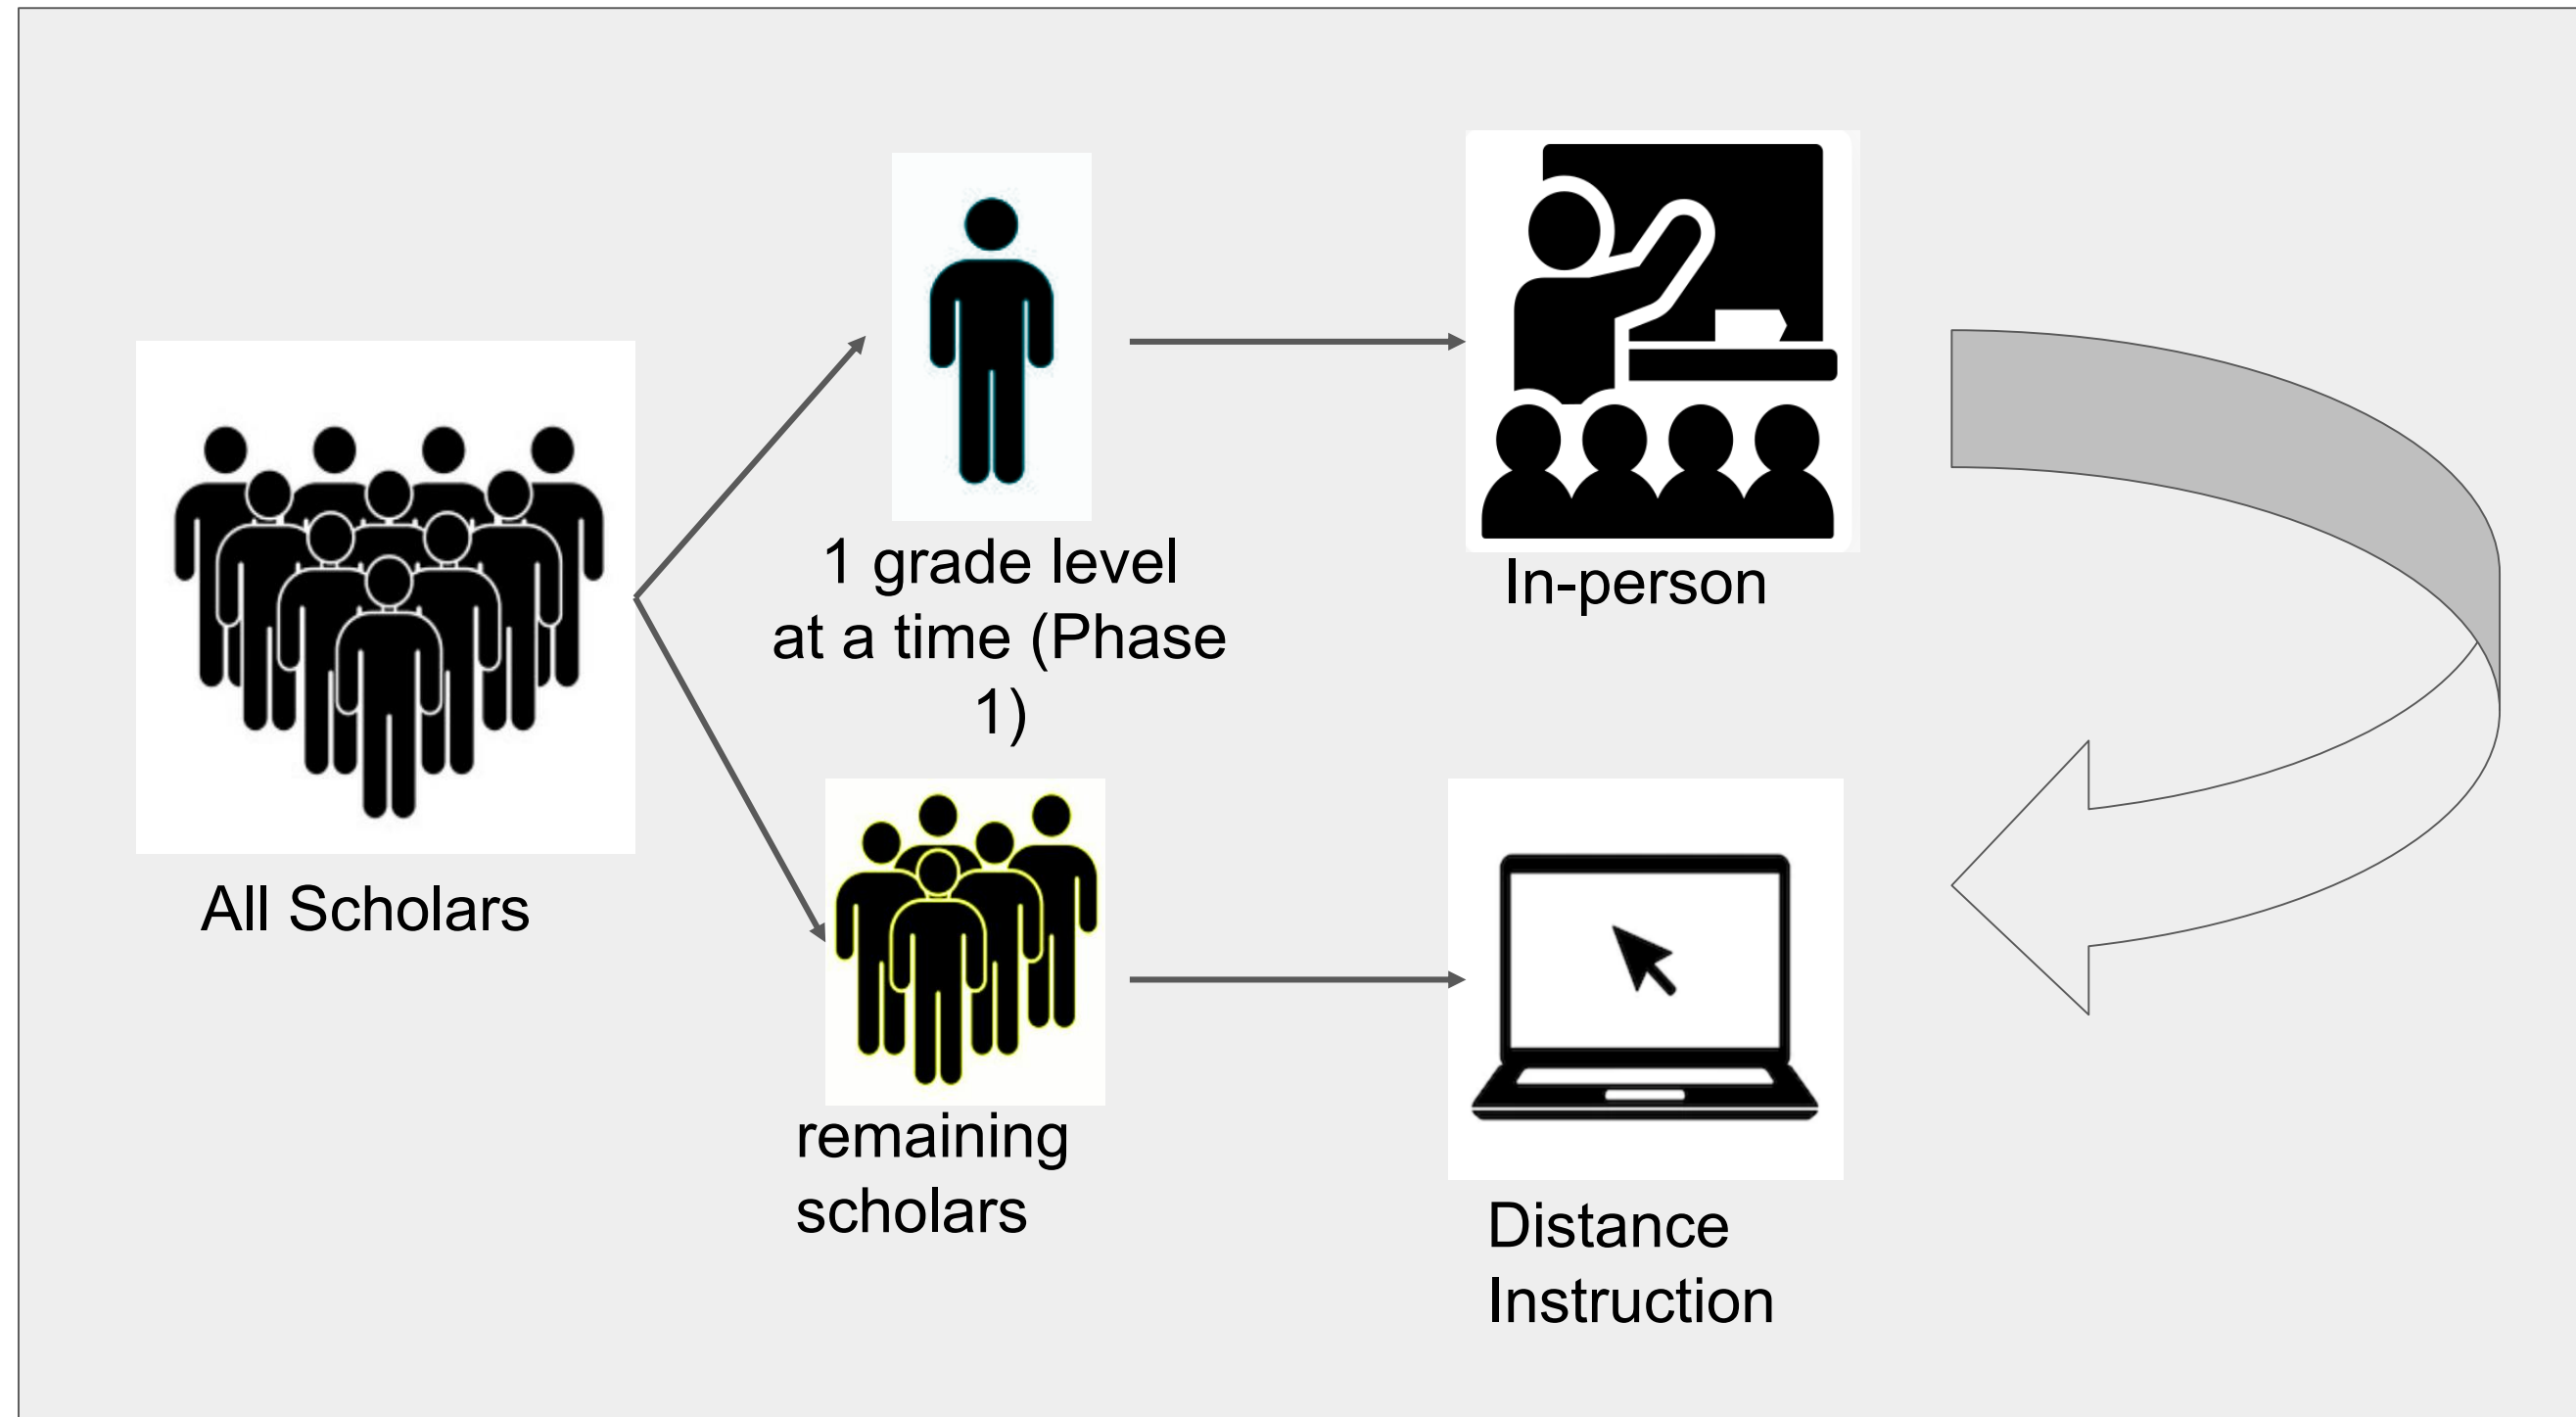 All Scholars
1 grade level
at a time (Phase
1)
In-person
remaining
scholars
Distance
Instruction